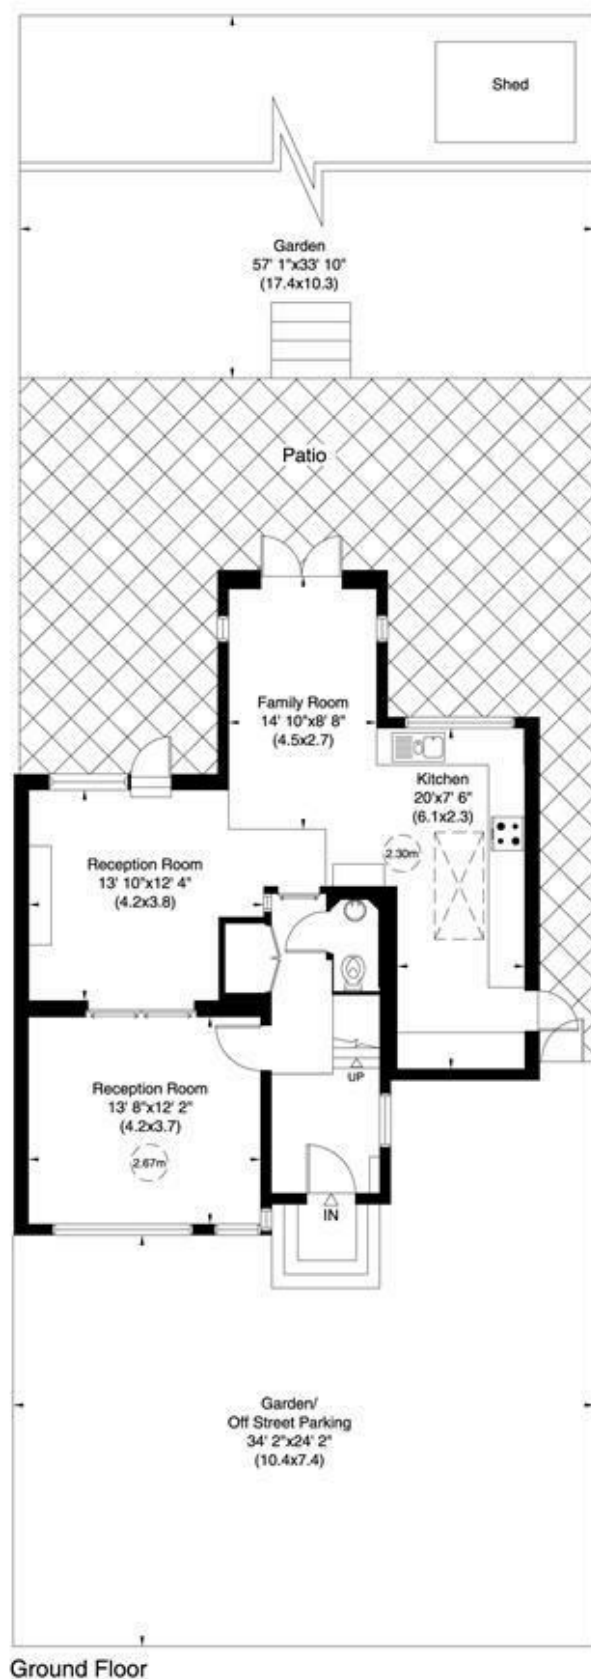 Shed
Garden
57' 1"x33' 10"
(17.4x10.3)
Patio
Family Room
14' 10"x8' 8"
(4.5x2.7)
Kitchen
20'x7' 6"
(6.1x2.3)
2.30m
Reception Room
13' 10"x12' 4"
(4.2x3.8)
UP
Reception Room
13' 8"x12' 2"
(4.2x3.7)
2.67m
IN
Garden/
Off Street Parking
34' 2"x24' 2"
(10.4x7.4)
Ground Floor